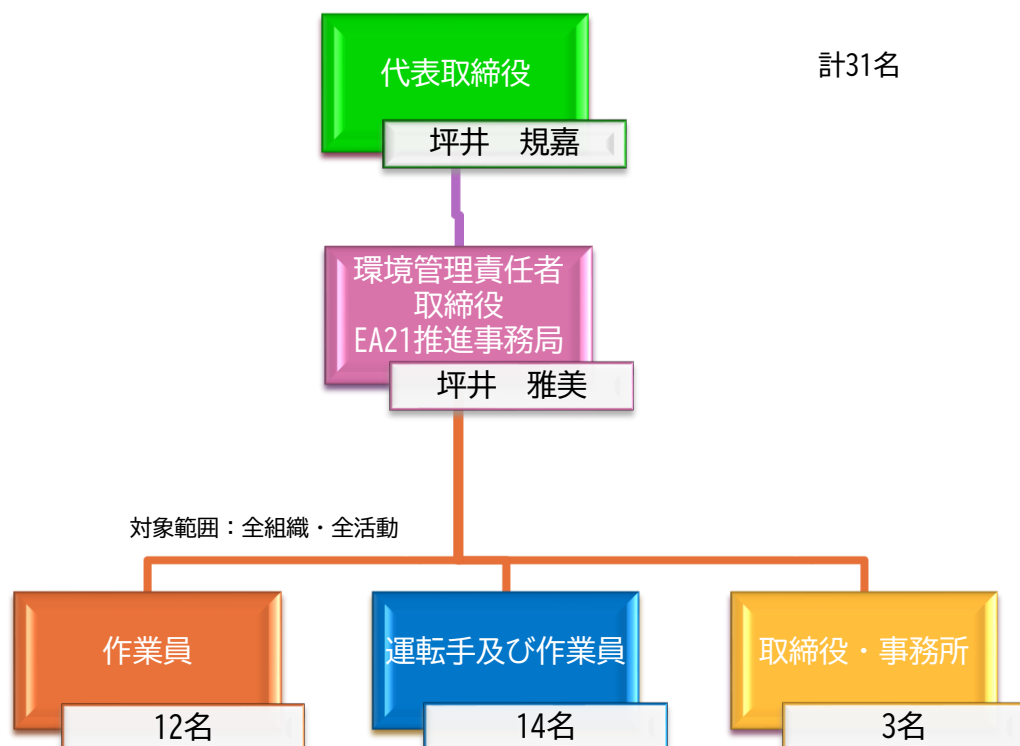 代表取締役
計31名
坪井　規嘉
環境管理責任者
取締役
EA21推進事務局
坪井　雅美
対象範囲：全組織・全活動
作業員
運転手及び作業員
取締役・事務所
12名
14名
3名